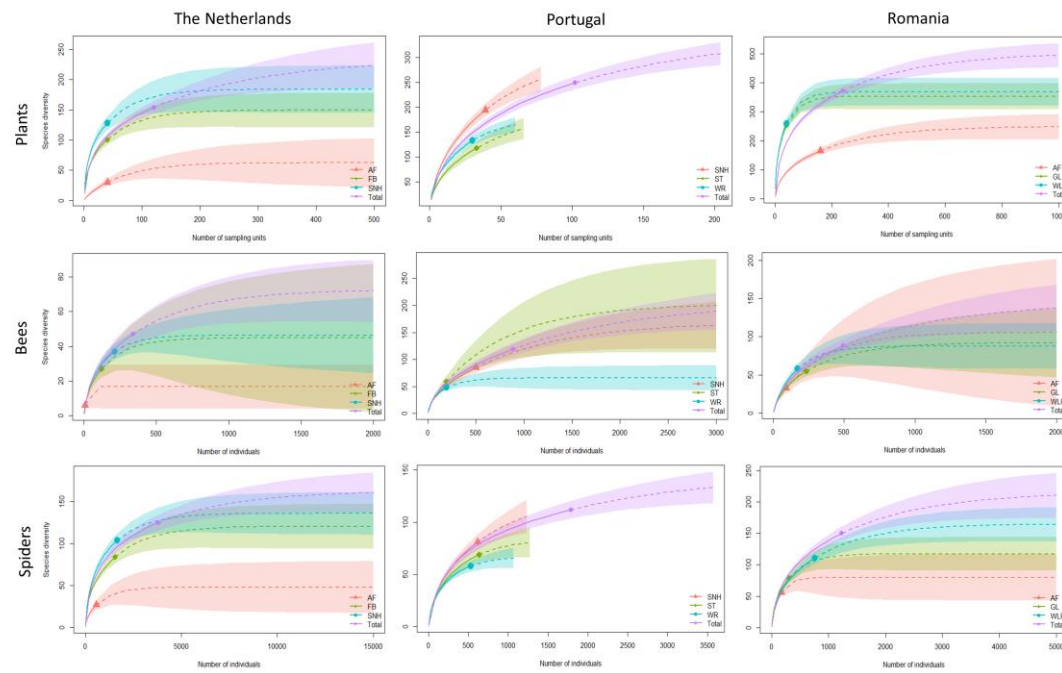 The Netherlands
Portugal
Romania
Plants
Species diversity
0 50 100 150 200 250
AF
FB
SNH
Total
0 100 200 300 400 500
Number of sampling units
50 100 150 200 250 300
SNH
ST
WR
Total
0 50 100 150 200
Number of sampling units
0 100 200 300 400 500
AF
GL
Total
0 200 400 600 800
Number of sampling units
Bees
Species diversity
0 20 40 60 80
AF
FB
SNH
Total
0 500 1000 1500 2000
Number of individuals
0 50 100 150 200 250
SNH
ST
WR
Total
0 500 1000 1500 2000 2500 3000
Number of individuals
0 50 100 150 200
AF
GL
Total
0 500 1000 1500 2000
Number of individuals
Spiders
Species diversity
0 50 100 150
AF
FB
SNH
Total
0 5000 10000 15000
Number of individuals
0 50 100 150
SNH
ST
WR
Total
0 500 1000 1500 2000 2500 3000 3500
Number of individuals
0 50 100 150 200 250
AF
GL
Total
0 1000 2000 3000 4000 5000
Number of individuals